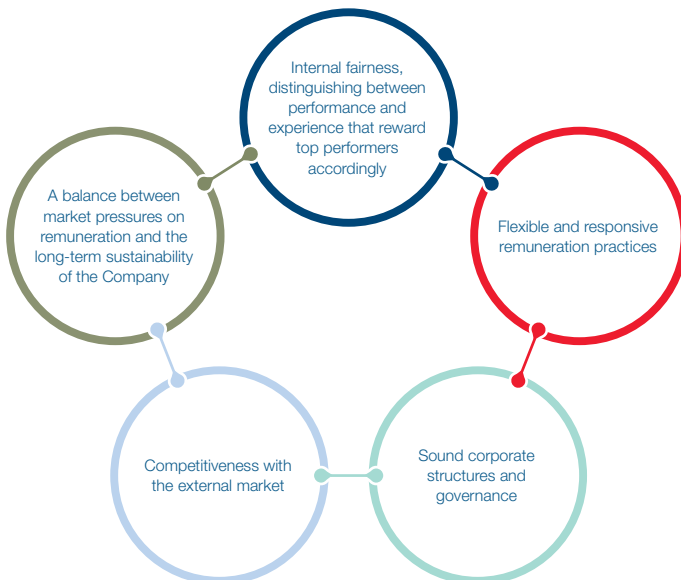 Internal fairness,
distinguishing between
performance and
experience that reward
top performers
accordingly
A balance between
market pressures on
remuneration and the
long-term sustainability
of the Company
Flexible and responsive
remuneration practices
Competitiveness with
the external market
Sound corporate
structures and
governance